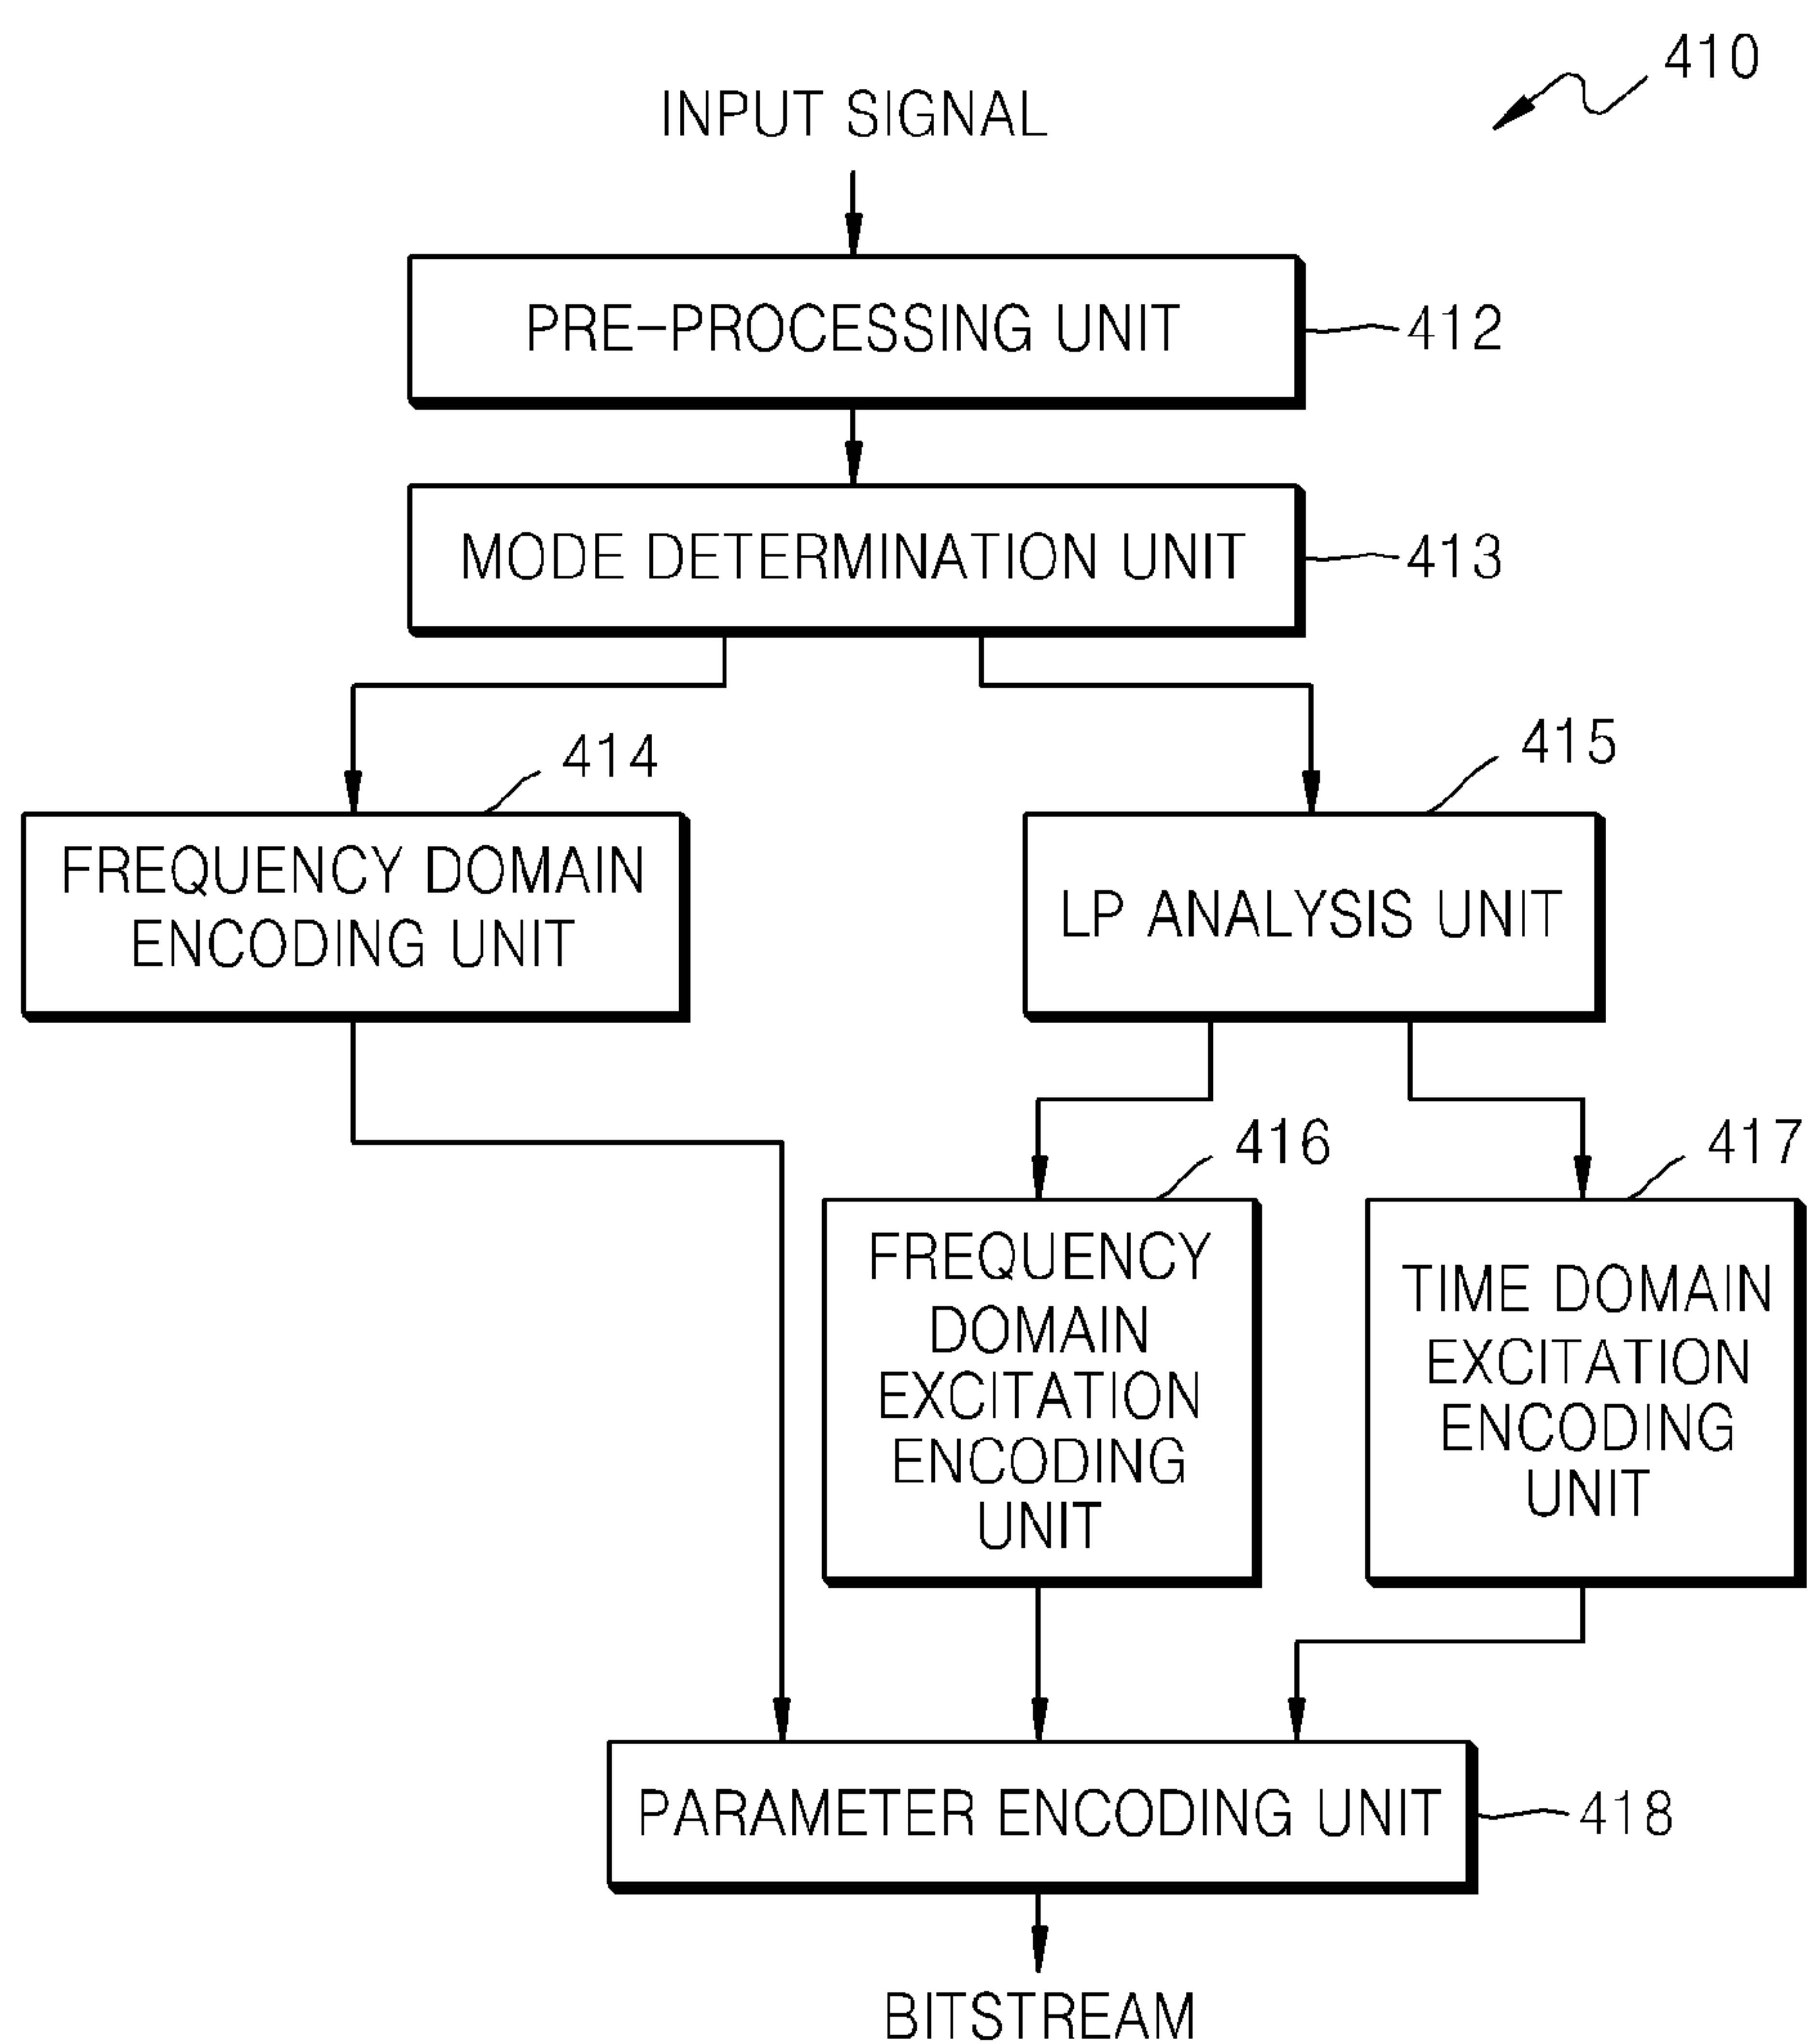 410
INPUT SIGNAL
PRE-PROCESSING UNIT
412
MODE DETERMINATION UNIT
413
414
415
FREQUENCY DOMAIN
ENCODING UNIT
LP ANALYSIS UNIT
416
417
FREQUENCY
DOMAIN
EXCITATION
ENCODING
UNIT
TIME DOMAIN
EXCITATION
ENCODING
UNIT
PARAMETER ENCODING UNIT
418
BITSTREAM